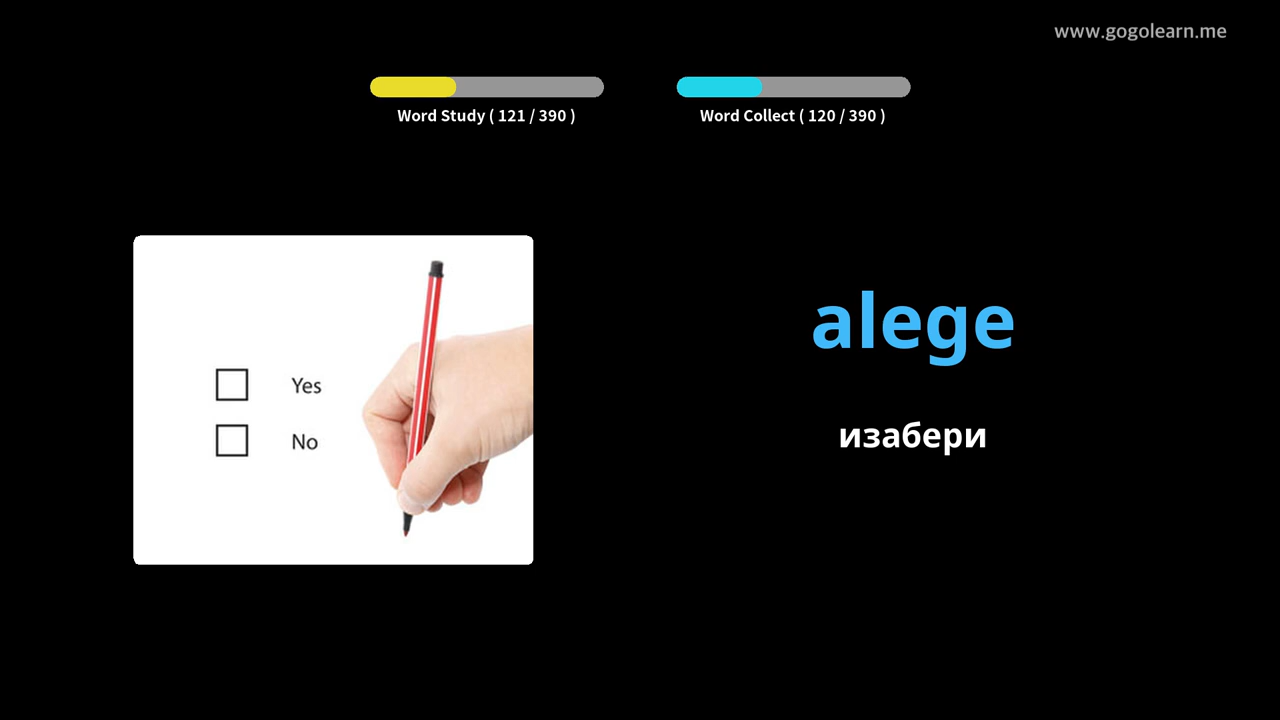 www.gogolearn.me
Word Study ( 121 / 390 )
Word Collect ( 120 / 390 )
Yes
No
alege
изабери